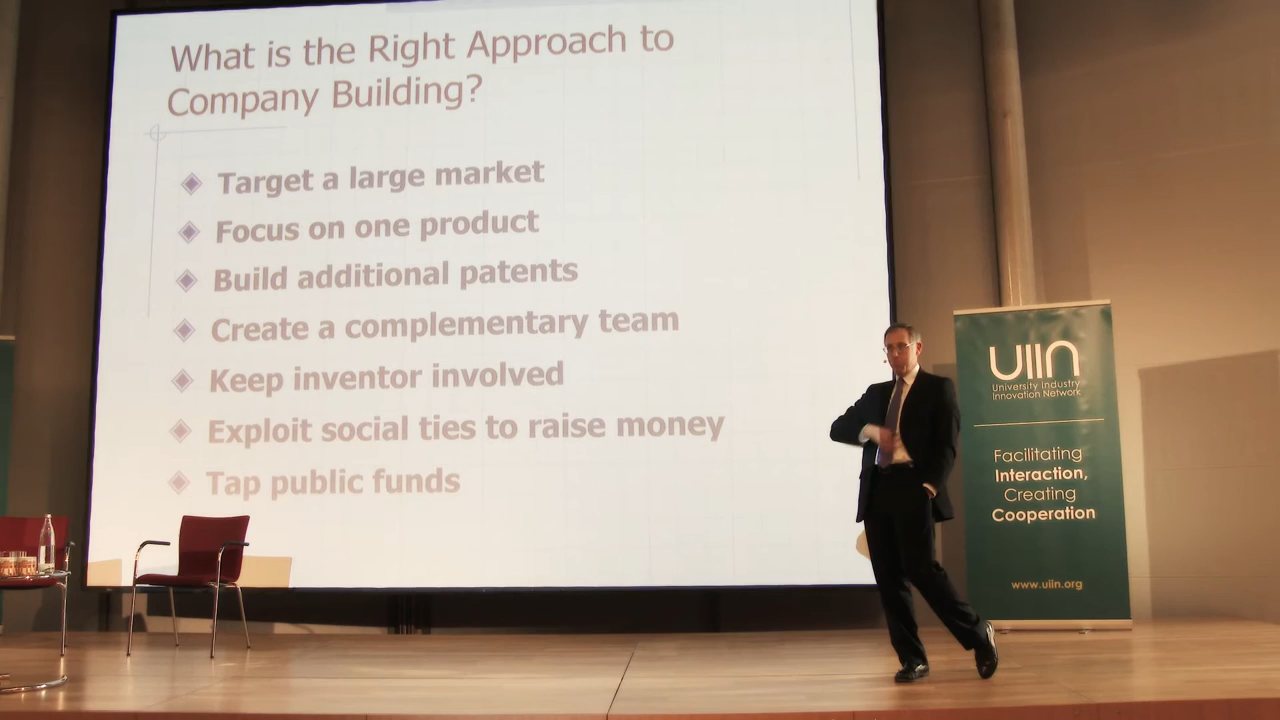 What is the Right Approach to
Company Building?
Target a large market
Focus on one product
Build additional patents
Create a complementary team
Keep inventor involved
Exploit social ties to raise money
Tap public funds
UIIN
University Industry
Innovation Network
Facilitating
Interaction,
Creating
Cooperation
www.uiin.org